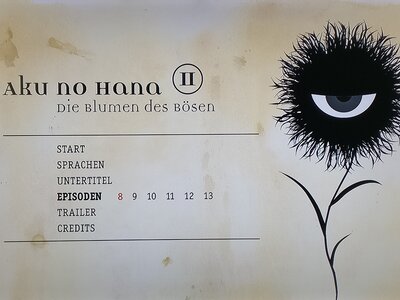 Aku no Hana II
Die Blumen des Bösen
START
SPRACHEN
UNTERTITEL
EPISODEN 8 9 10 11 12 13
TRAILER
CREDITS